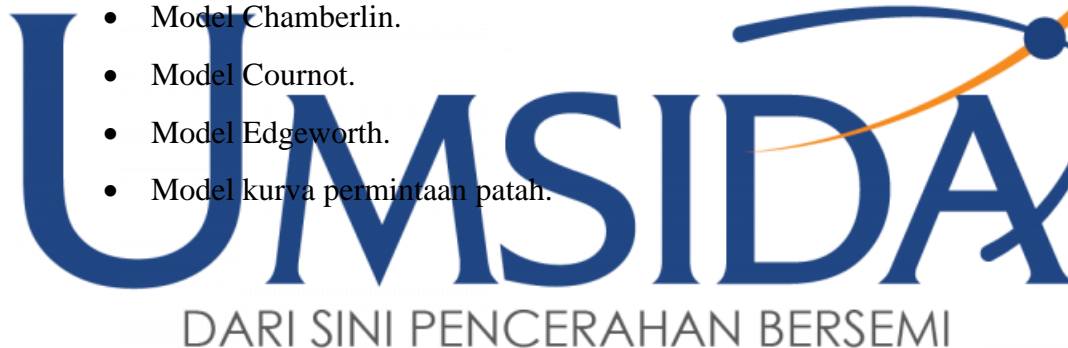 • Model Chamberlin.
• Model Cournot.
• Model Edgeworth.
• Model kurva permintaan patah.
UMSIDA
DARI SINI PENCERAHAN BERSEMI